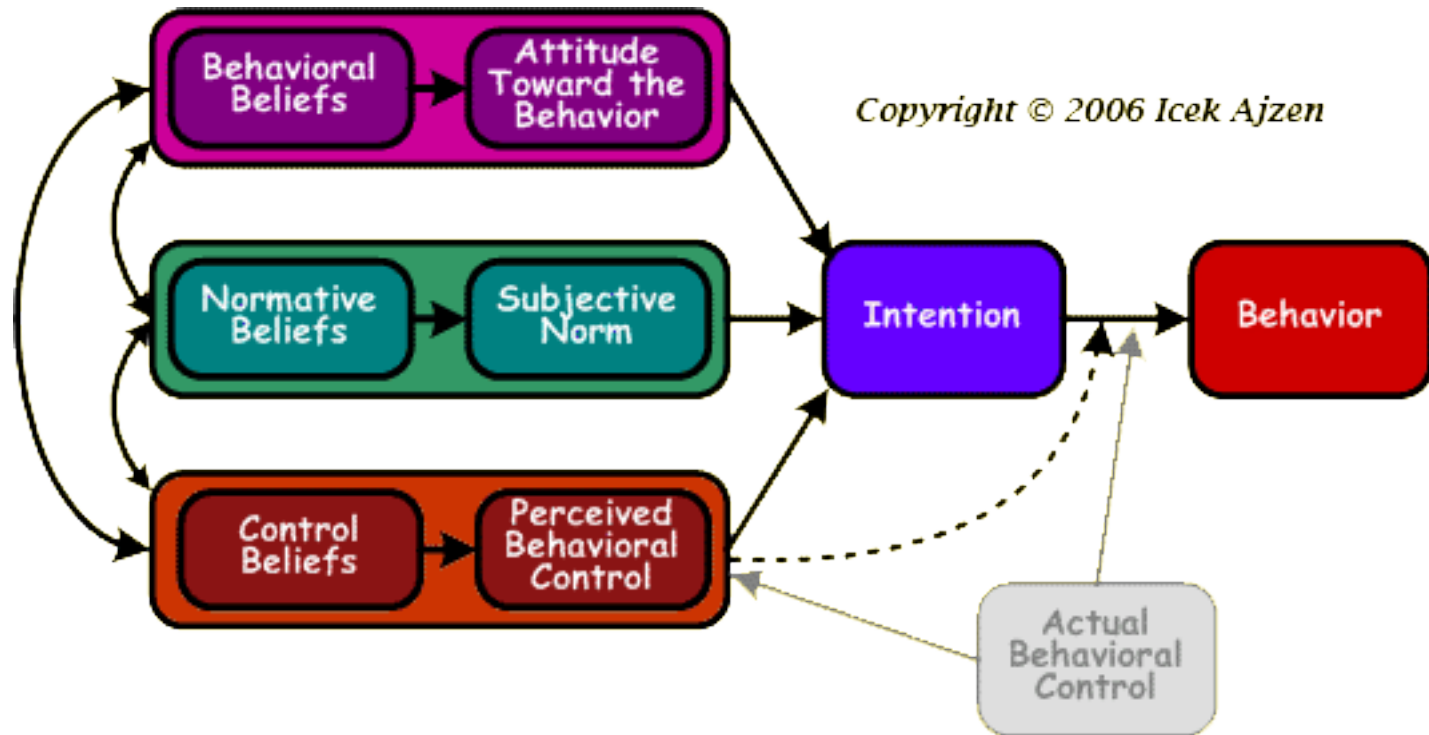 Behavioral
Beliefs
Attitude
Toward the
Behavior
Copyright © 2006 Icek Ajzen
Normative
Beliefs
Subjective
Norm
Intention
Behavior
Control
Beliefs
Perceived
Behavioral
Control
Actual
Behavioral
Control